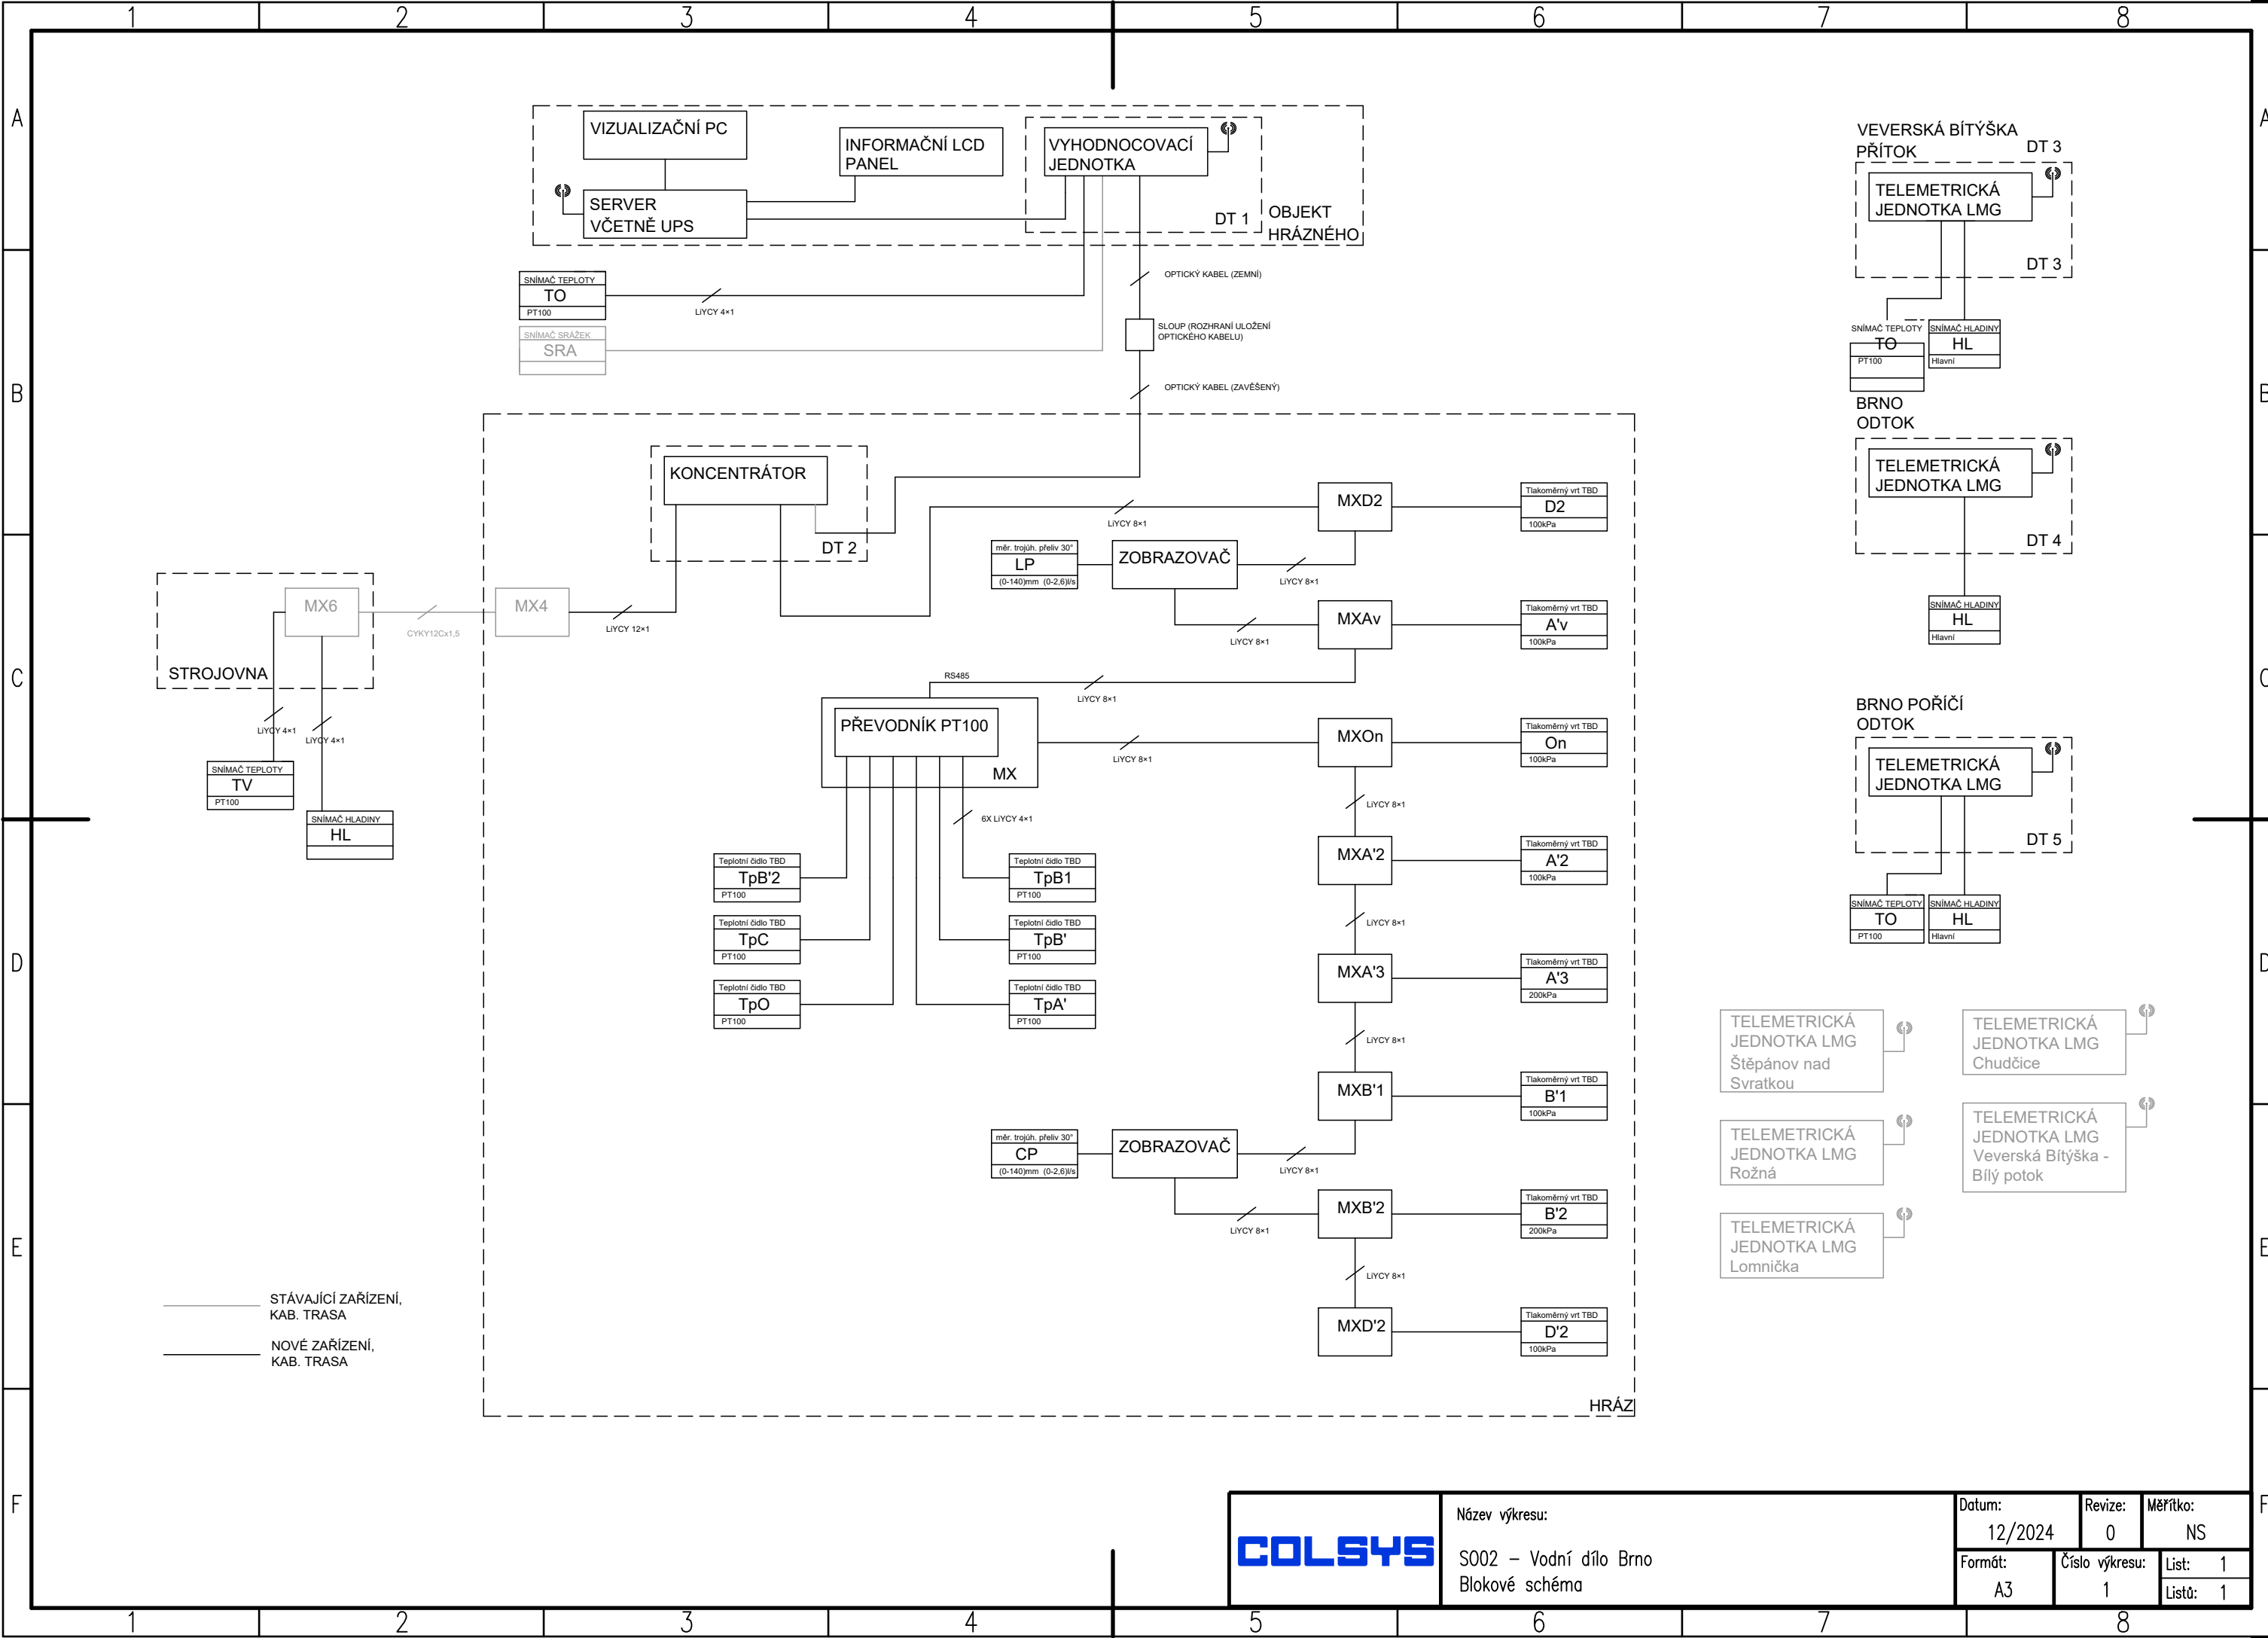 1 2 3 4 5 6 7 8
A
B
C
D
E
F
A
B
C
D
E
F
VIZUALIZAČNÍ PC
SERVER
VČETNĚ UPS
INFORMAČNÍ LCD
PANEL
VYHODNOCOVACÍ
JEDNOTKA
DT 1
OBJEKT
HRÁZNÉHO
SNÍMAČ TEPLOTY
TO
PT100
LiYCY 4×1
SNÍMAČ SRÁŽEK
SRA
OPTICKÝ KABEL (ZEMNÍ)
SLOUP (ROZHRANÍ ULOŽENÍ
OPTICKÉHO KABELU)
OPTICKÝ KABEL (ZAVĚŠENÝ)
KONCENTRÁTOR
DT 2
MX6
STROJOVNA
CYKY12Cx1,5
MX4
LiYCY 12×1
LiYCY 4×1
LiYCY 4×1
SNÍMAČ TEPLOTY
TV
PT100
SNÍMAČ HLADINY
HL
LiYCY 8×1
MXD2
Tlakoměrný vrt TBD
D2
100kPa
měr. trojúh. přeliv 30°
LP
(0-140)mm (0-2,6)l/s
ZOBRAZOVAČ
LiYCY 8×1
LiYCY 8×1
MXAv
Tlakoměrný vrt TBD
A'v
100kPa
RS485
LiYCY 8×1
PŘEVODNÍK PT100
MX
LiYCY 8×1
MXOn
Tlakoměrný vrt TBD
On
100kPa
6X LiYCY 4×1
LiYCY 8×1
Teplotní čidlo TBD
TpB'2
PT100
Teplotní čidlo TBD
TpB1
PT100
MXA'2
Tlakoměrný vrt TBD
A'2
100kPa
Teplotní čidlo TBD
TpC
PT100
Teplotní čidlo TBD
TpB'
PT100
LiYCY 8×1
Teplotní čidlo TBD
TpO
PT100
Teplotní čidlo TBD
TpA'
PT100
MXA'3
Tlakoměrný vrt TBD
A'3
200kPa
LiYCY 8×1
MXB'1
Tlakoměrný vrt TBD
B'1
100kPa
měr. trojúh. přeliv 30°
CP
(0-140)mm (0-2,6)l/s
ZOBRAZOVAČ
LiYCY 8×1
LiYCY 8×1
MXB'2
Tlakoměrný vrt TBD
B'2
200kPa
LiYCY 8×1
MXD'2
Tlakoměrný vrt TBD
D'2
100kPa
HRÁZ
VEVERSKÁ BÍTÝŠKA
PŘÍTOK
DT 3
TELEMETRICKÁ
JEDNOTKA LMG
DT 3
SNÍMAČ TEPLOTY
TO
PT100
SNÍMAČ HLADINY
HL
Hlavní
BRNO
ODTOK
TELEMETRICKÁ
JEDNOTKA LMG
DT 4
SNÍMAČ HLADINY
HL
Hlavní
BRNO POŘÍČÍ
ODTOK
TELEMETRICKÁ
JEDNOTKA LMG
DT 5
SNÍMAČ TEPLOTY
TO
PT100
SNÍMAČ HLADINY
HL
Hlavní
TELEMETRICKÁ
JEDNOTKA LMG
Štěpánov nad
Svratkou
TELEMETRICKÁ
JEDNOTKA LMG
Chudčice
TELEMETRICKÁ
JEDNOTKA LMG
Rožná
TELEMETRICKÁ
JEDNOTKA LMG
Veverská Bítýška -
Bílý potok
TELEMETRICKÁ
JEDNOTKA LMG
Lomnička
STÁVAJÍCÍ ZAŘÍZENÍ,
KAB. TRASA
NOVÉ ZAŘÍZENÍ,
KAB. TRASA
COLSYS
Název výkresu:
SO02 – Vodní dílo Brno
Blokové schéma
Datum:
12/2024
Revize:
0
Měřítko:
NS
Formát:
A3
Číslo výkresu:
1
List: 1
Listů: 1
1 2 3 4 5 6 7 8